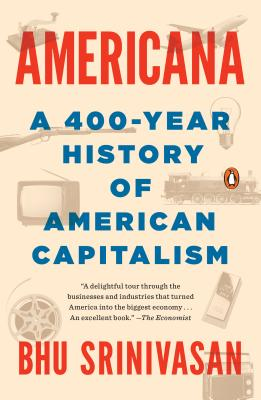 AMERICANA
A 400-YEAR
HISTORY
OF
AMERICAN
CAPITALISM
"A delightful tour through the
businesses and industries that turned
America into the biggest economy . . .
An excellent book." —The Economist
BHU SRINIVASAN